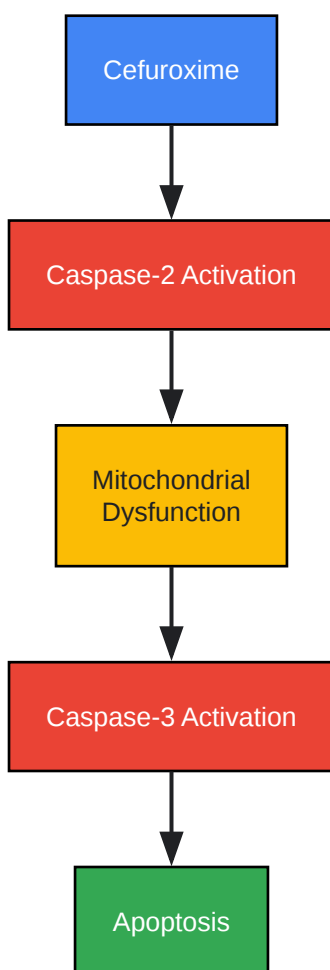 Cefuroxime
Caspase-2 Activation
Mitochondrial
Dysfunction
Caspase-3 Activation
Apoptosis